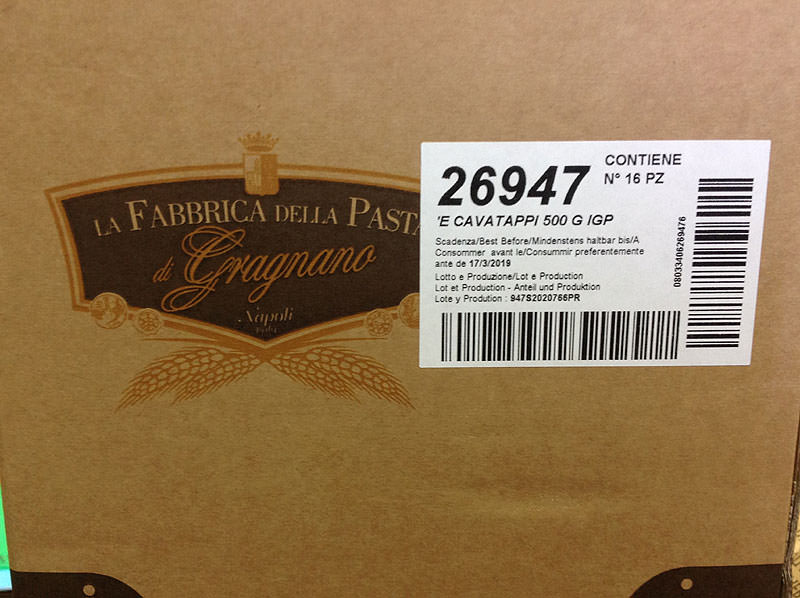 LA FABBRICA DELLA PASTA
di Gragnano
Napoli
26947
CONTIENE
N° 16 PZ
'E CAVATAPPI 500 G IGP
Scadenza/Best Before/Mindenstens haltbar bis/A
Consommer avant le/Consummir preferentemente
ante de 17/3/2019
Lotto e Produzione/Lot e Production
Lot et Production - Anteil und Produktion
Lote y Prodution : 947S2020766PR
08033406269476